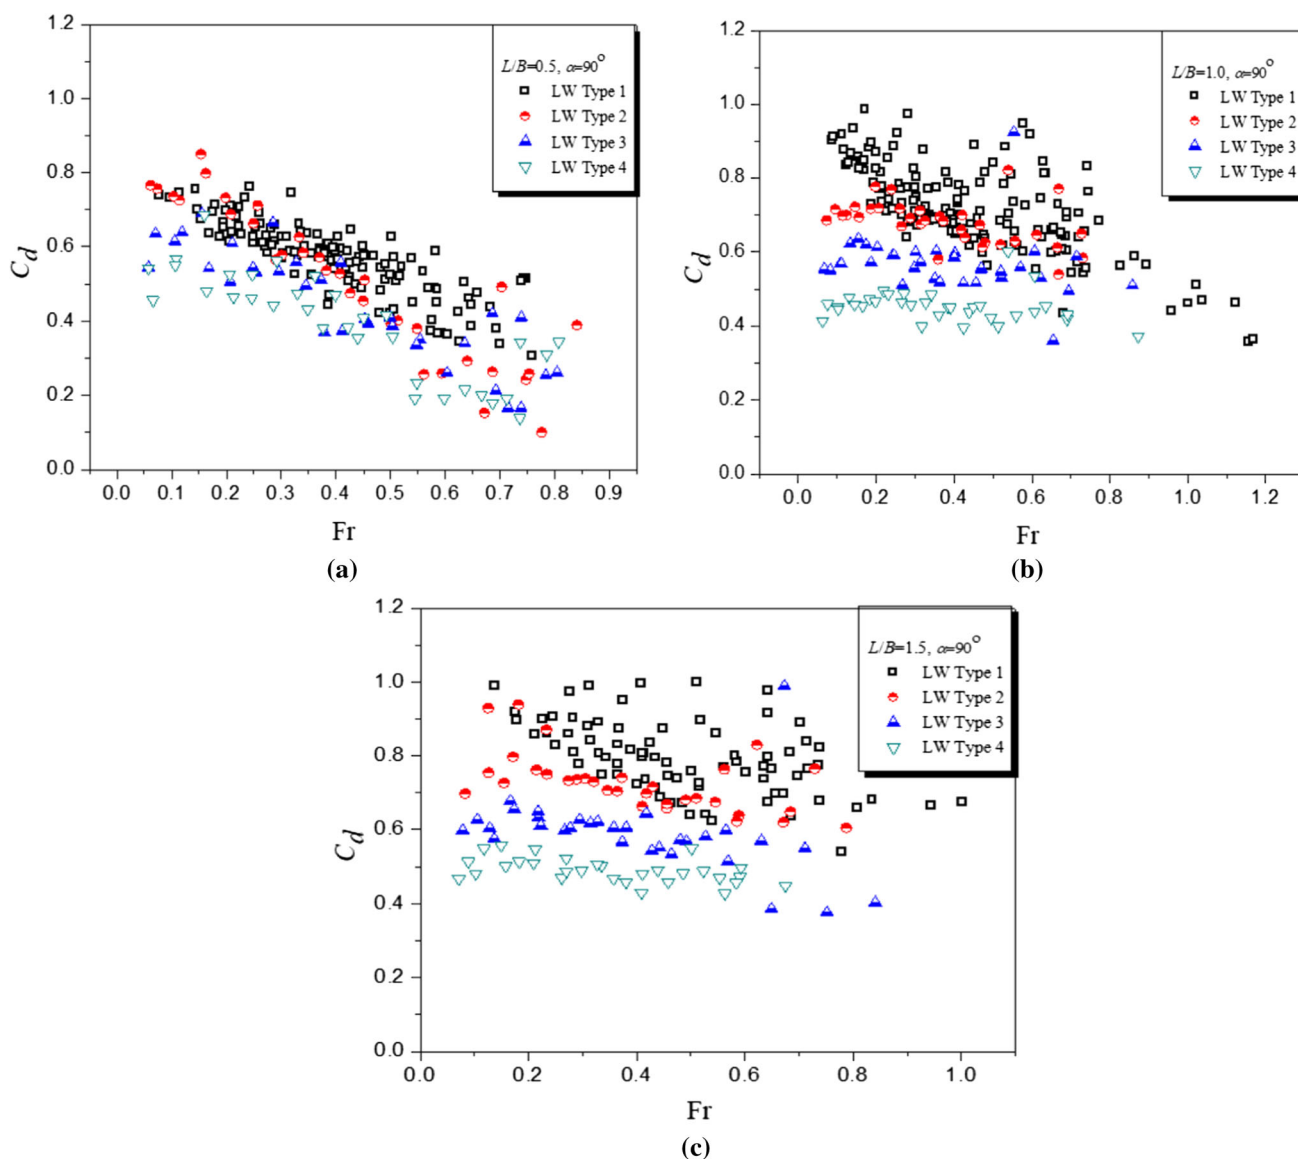 1.2
1.0
0.8
0.6
0.4
0.2
0.0
C_d
L/B=0.5, α=90°
LW Type 1
LW Type 2
LW Type 3
LW Type 4
0.0 0.1 0.2 0.3 0.4 0.5 0.6 0.7 0.8 0.9
Fr
(a)
1.2
1.0
0.8
0.6
0.4
0.2
0.0
C_d
L/B=1.0, α=90°
LW Type 1
LW Type 2
LW Type 3
LW Type 4
0.0 0.2 0.4 0.6 0.8 1.0 1.2
Fr
(b)
1.2
1.0
0.8
0.6
0.4
0.2
0.0
C_d
L/B=1.5, α=90°
LW Type 1
LW Type 2
LW Type 3
LW Type 4
0.0 0.2 0.4 0.6 0.8 1.0
Fr
(c)